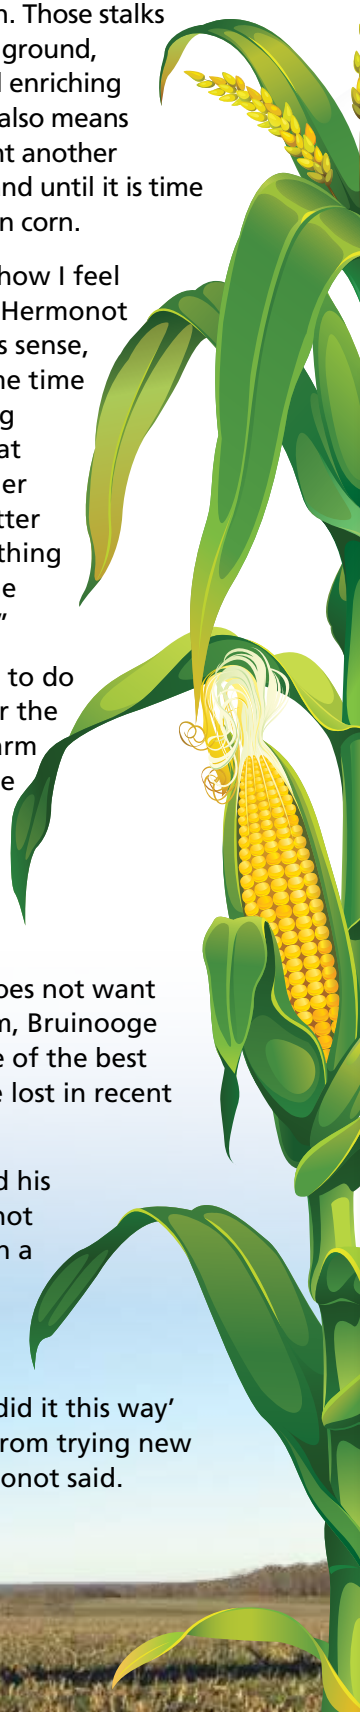 n. Those stalks
ground,
enriching
also means
nt another
nd until it is time
n corn.
how I feel
Hermonot
s sense,
he time
g
at
er
tter
thing
e
”
to do
r the
arm
e
oes not want
m, Bruinooge
e of the best
e lost in recent
d his
not
n a
did it this way’
rom trying new
onot said.